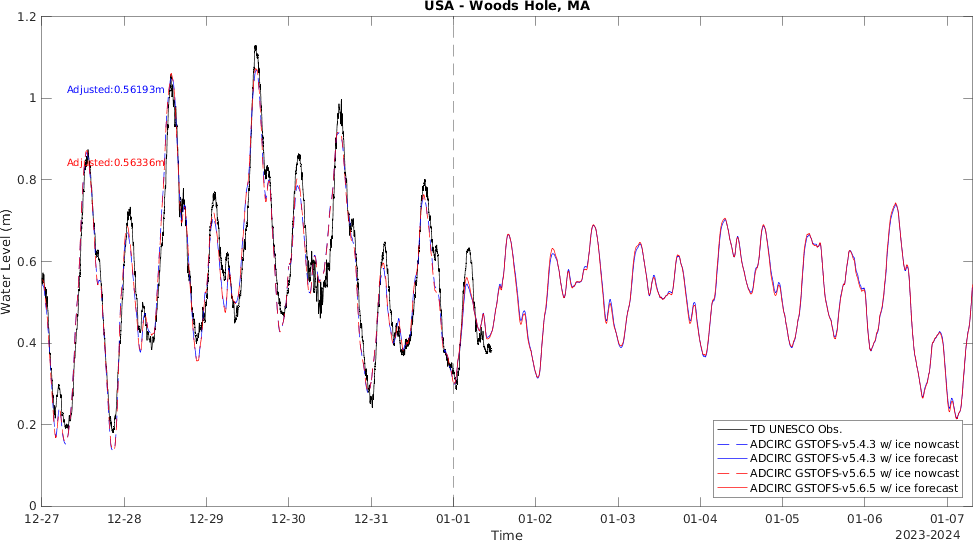 USA - Woods Hole, MA
1.2
1
0.8
0.6
0.4
0.2
0
Water Level (m)
Adjusted:0.56193m
Adjusted:0.56336m
TD UNESCO Obs.
ADCIRC GSTOFS-v5.4.3 w/ ice nowcast
ADCIRC GSTOFS-v5.4.3 w/ ice forecast
ADCIRC GSTOFS-v5.6.5 w/ ice nowcast
ADCIRC GSTOFS-v5.6.5 w/ ice forecast
12-27 12-28 12-29 12-30 12-31 01-01 01-02 01-03 01-04 01-05 01-06 01-07
Time
2023-2024